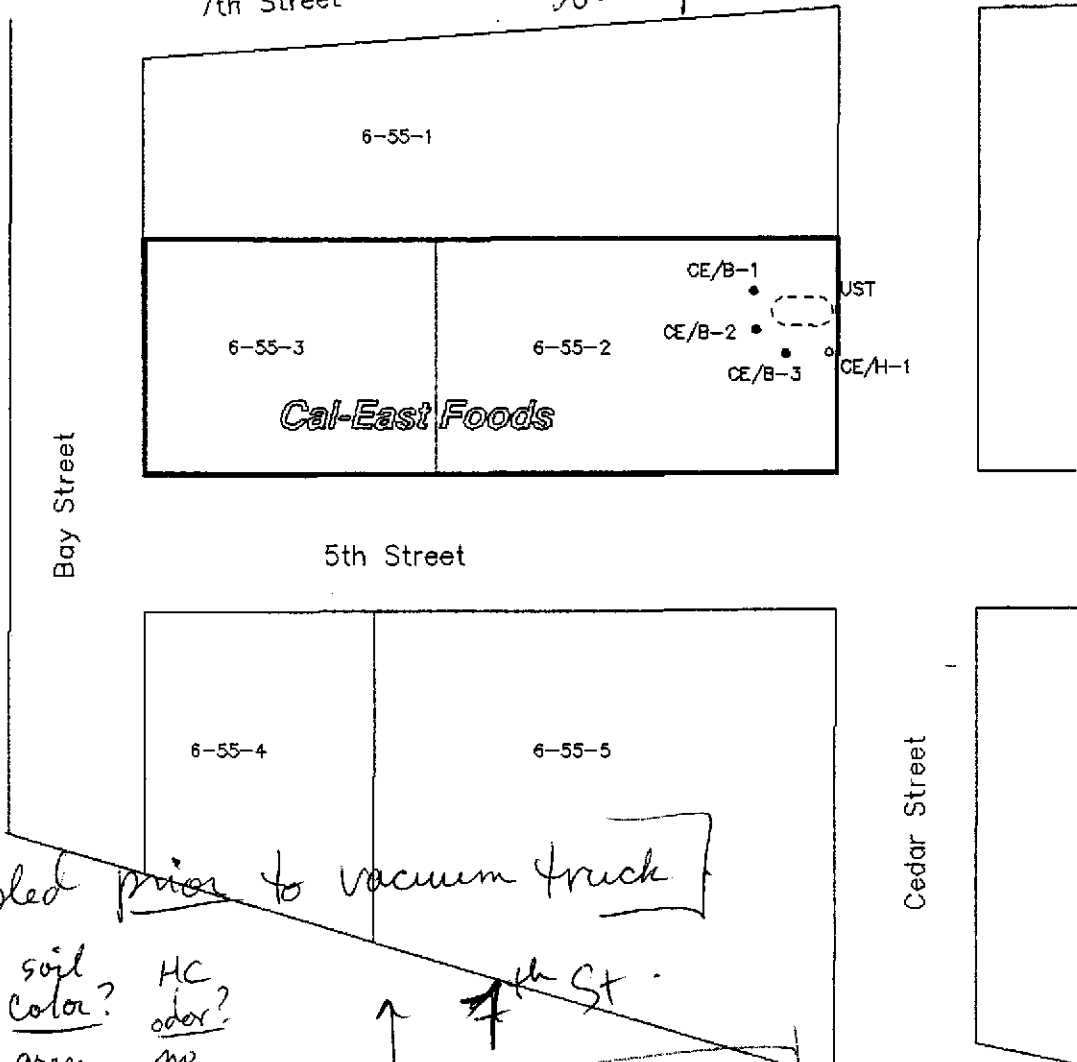 7th Street
6-55-1
CE/B-1
UST
CE/B-2
6-55-3
6-55-2
CE/B-3
CE/H-1
Cal-East Foods
Bay Street
5th Street
6-55-4
6-55-5
Cedar Street
prior to vacuum truck
soil HC
color? odor?
th St.
no